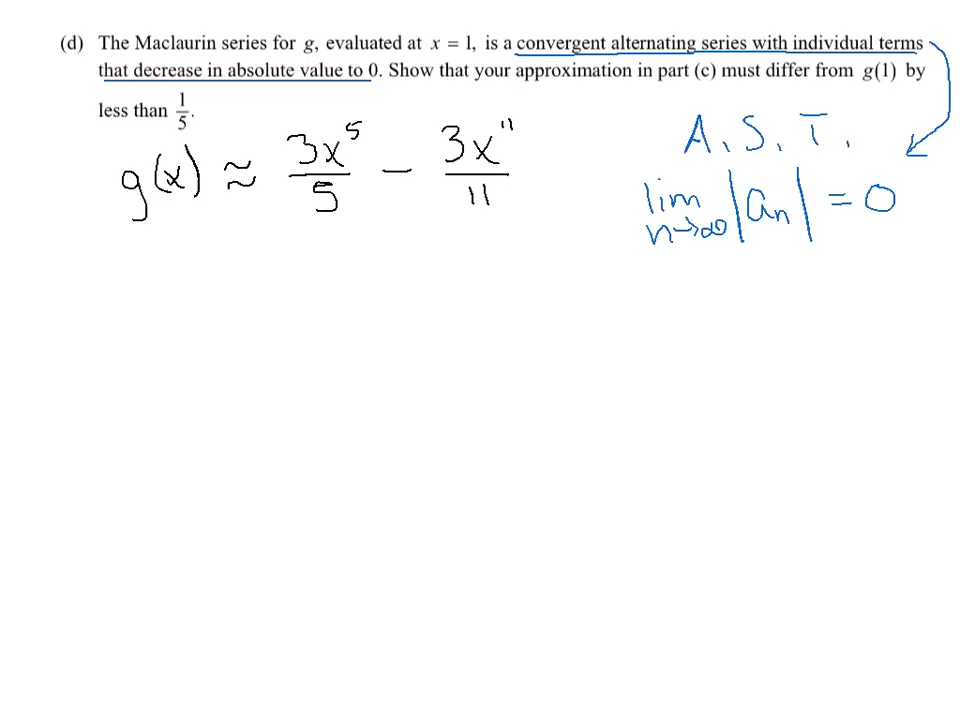 (d) The Maclaurin series for g, evaluated at x = 1, is a convergent alternating series with individual terms
that decrease in absolute value to 0. Show that your approximation in part (c) must differ from g(1) by
less than 1/5.
g(x) ≈ 3x^5/5 − 3x^11/11
A.S.T.
lim n→∞ |an| = 0